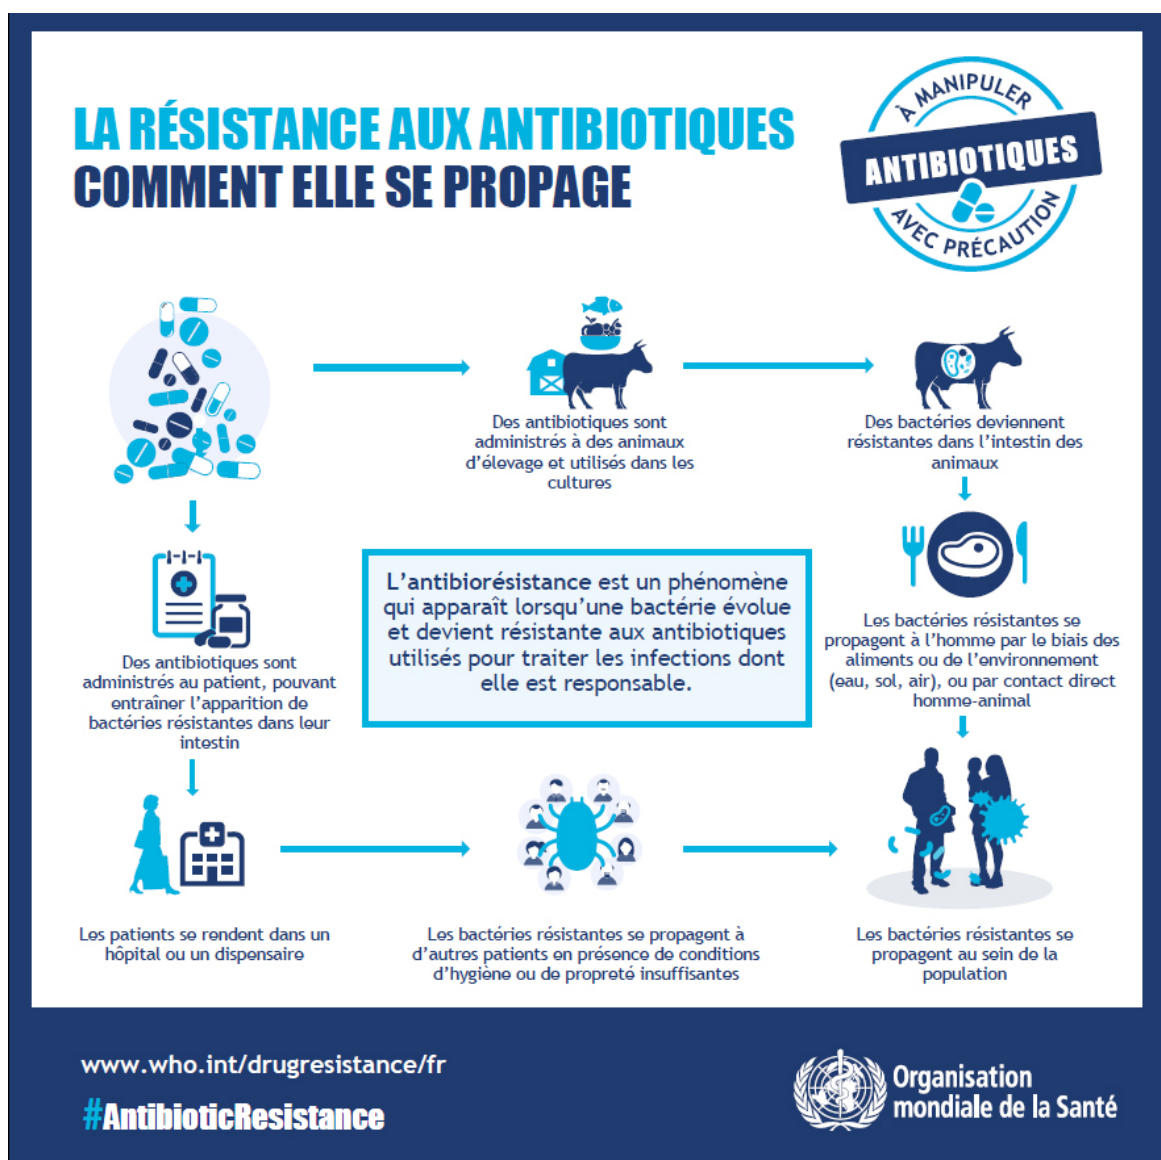 LA RÉSISTANCE AUX ANTIBIOTIQUES
COMMENT ELLE SE PROPAGE
À MANIPULER
ANTIBIOTIQUES
AVEC PRÉCAUTION
Des antibiotiques sont
administrés à des animaux
d'élevage et utilisés dans les
cultures
Des bactéries deviennent
résistantes dans l'intestin des
animaux
Des antibiotiques sont
administrés au patient, pouvant
entraîner l'apparition de
bactéries résistantes dans leur
intestin
L'antibiorésistance est un phénomène
qui apparaît lorsqu'une bactérie évolue
et devient résistante aux antibiotiques
utilisés pour traiter les infections dont
elle est responsable.
Les bactéries résistantes se
propagent à l'homme par le biais des
aliments ou de l'environnement
(eau, sol, air), ou par contact direct
homme-animal
Les patients se rendent dans un
hôpital ou un dispensaire
Les bactéries résistantes se propagent à
d'autres patients en présence de conditions
d'hygiène ou de propreté insuffisantes
Les bactéries résistantes se
propagent au sein de la
population
www.who.int/drugresistance/fr
#AntibioticResistance
Organisation
mondiale de la Santé